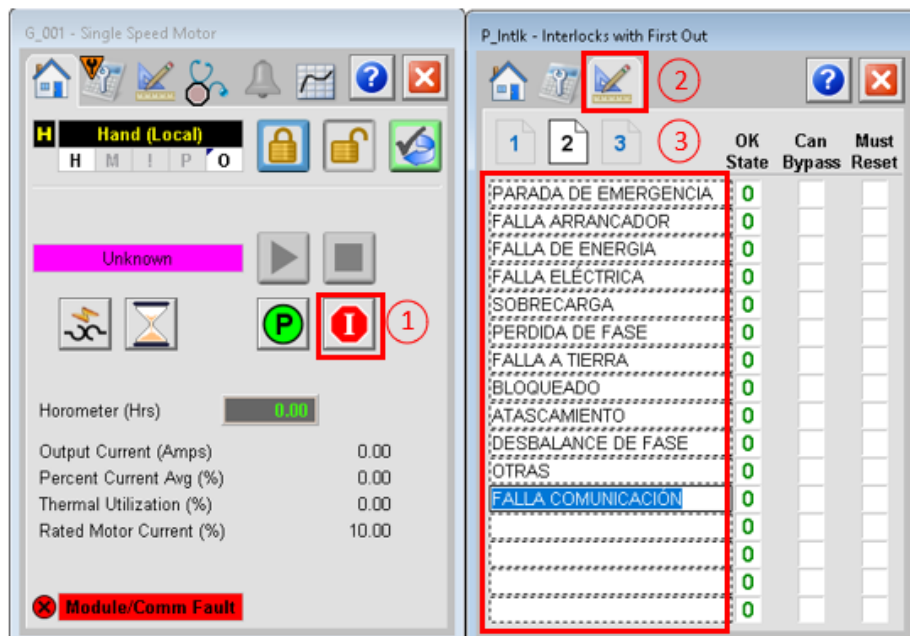 G_001 - Single Speed Motor
H Hand (Local)
H M ! P O
Unknown
P I 1
Horometer (Hrs) 0.00
Output Current (Amps) 0.00
Percent Current Avg (%) 0.00
Thermal Utilization (%) 0.00
Rated Motor Current (%) 10.00
Module/Comm Fault
P_Intlk - Interlocks with First Out
2
?
?
1 2 3 3
OK State Can Bypass Must Reset
PARADA DE EMERGENCIA 0
FALLA ARRANCADOR 0
FALLA DE ENERGIA 0
FALLA ELÉCTRICA 0
SOBRECARGA 0
PERDIDA DE FASE 0
FALLA A TIERRA 0
BLOQUEADO 0
ATASCAMIENTO 0
DESBALANCE DE FASE 0
OTRAS 0
FALLA COMUNICACIÓN 0
0
0
0
0